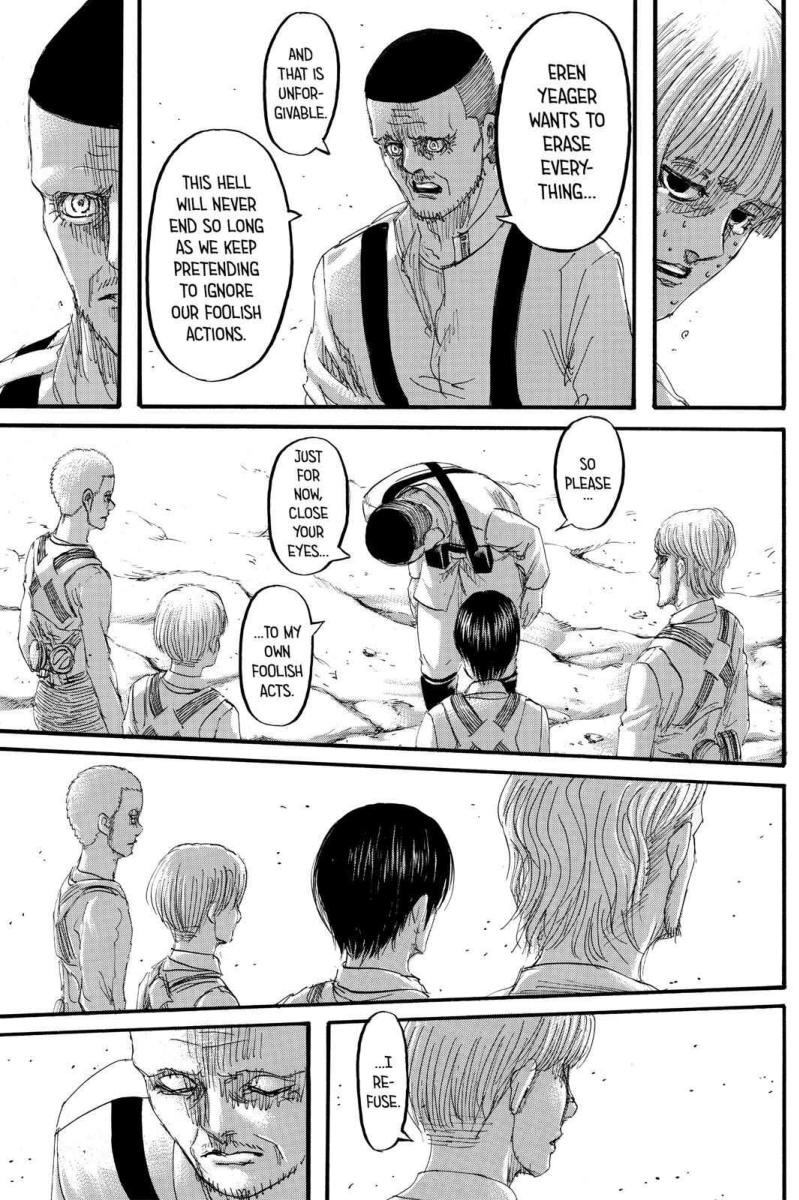 EREN
YEAGER
WANTS TO
ERASE
EVERY-
THING...
AND
THAT IS
UNFOR-
GIVABLE.
THIS HELL
WILL NEVER
END SO LONG
AS WE KEEP
PRETENDING
TO IGNORE
OUR FOOLISH
ACTIONS.
SO
PLEASE
...
JUST
FOR
NOW,
CLOSE
YOUR
EYES...
...TO MY
OWN
FOOLISH
ACTS.
...I
RE-
FUSE.